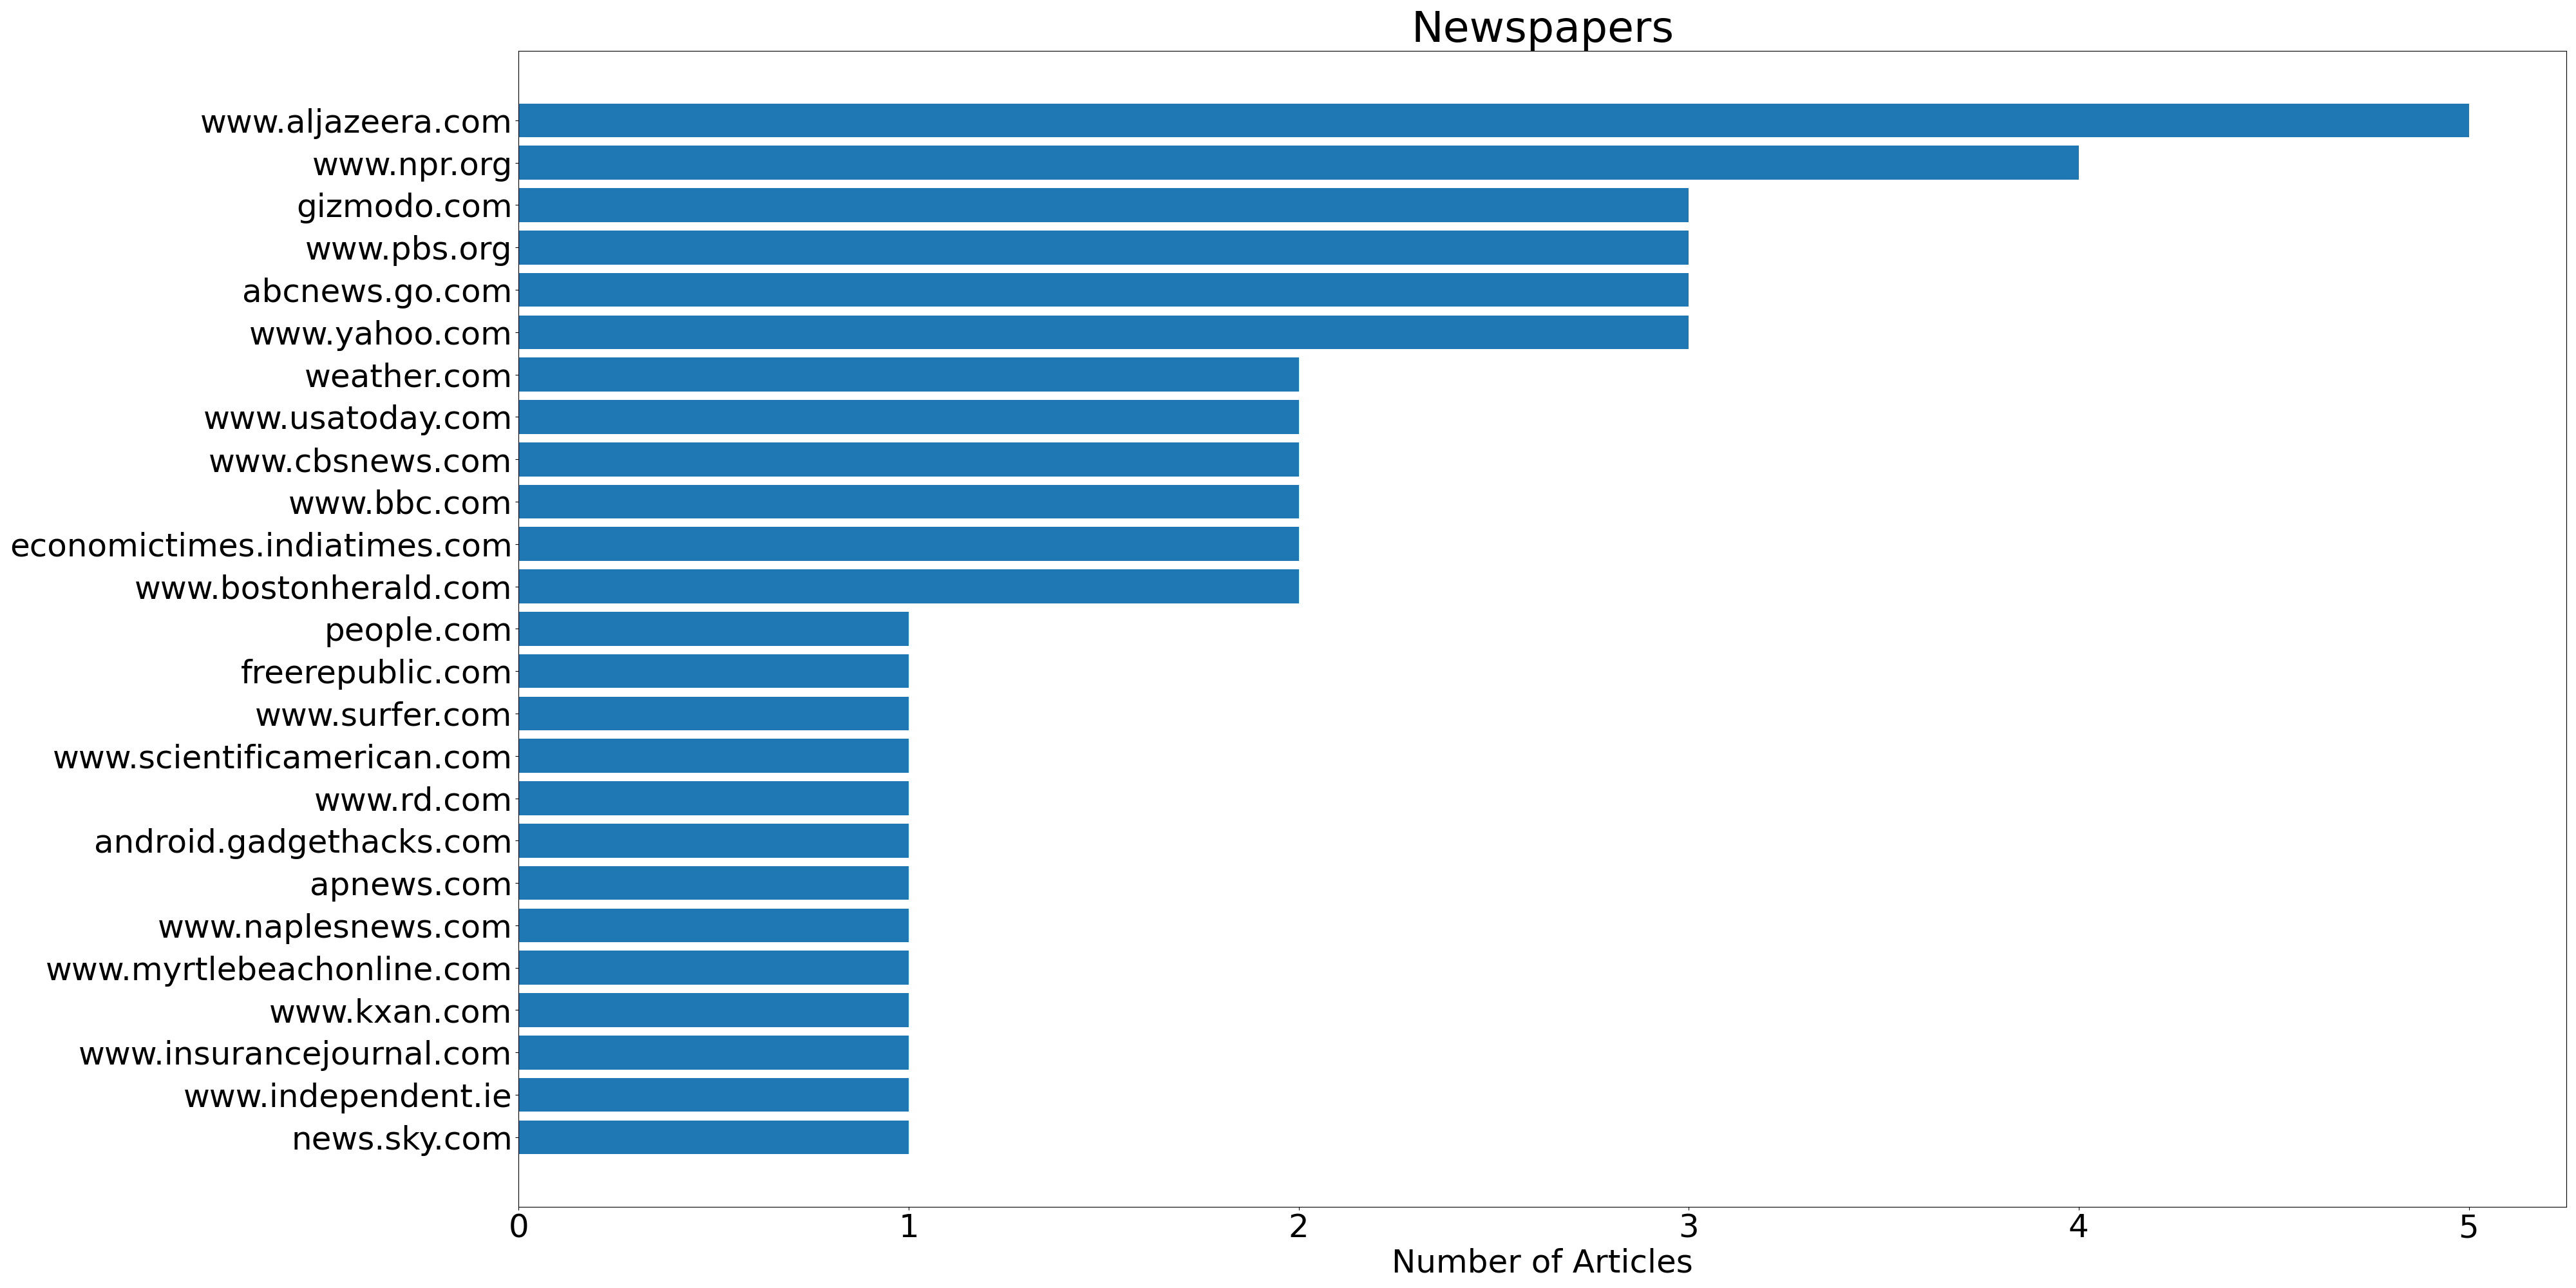 Newspapers
www.aljazeera.com
www.npr.org
gizmodo.com
www.pbs.org
abcnews.go.com
www.yahoo.com
weather.com
www.usatoday.com
www.cbsnews.com
www.bbc.com
economictimes.indiatimes.com
www.bostonherald.com
people.com
freerepublic.com
www.surfer.com
www.scientificamerican.com
www.rd.com
android.gadgethacks.com
apnews.com
www.naplesnews.com
www.myrtlebeachonline.com
www.kxan.com
www.insurancejournal.com
www.independent.ie
news.sky.com
0 1 2 3 4 5
Number of Articles